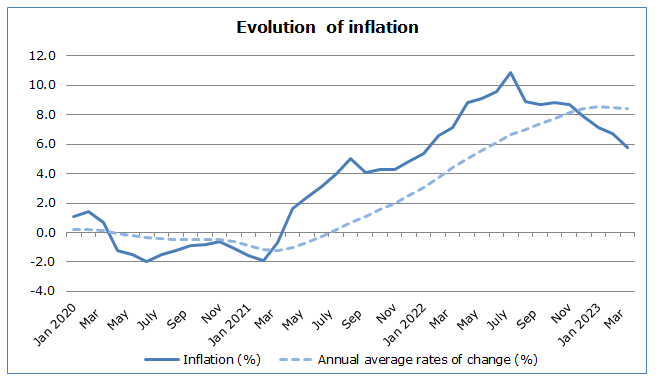 Evolution of inflation
12.0
10.0
8.0
6.0
4.0
2.0
0.0
-2.0
-4.0
Jan 2020
Mar
May
July
Sep
Nov
Jan 2021
Mar
May
July
Sep
Nov
Jan 2022
Mar
May
July
Sep
Nov
Jan 2023
Mar
Inflation (%)
Annual average rates of change (%)